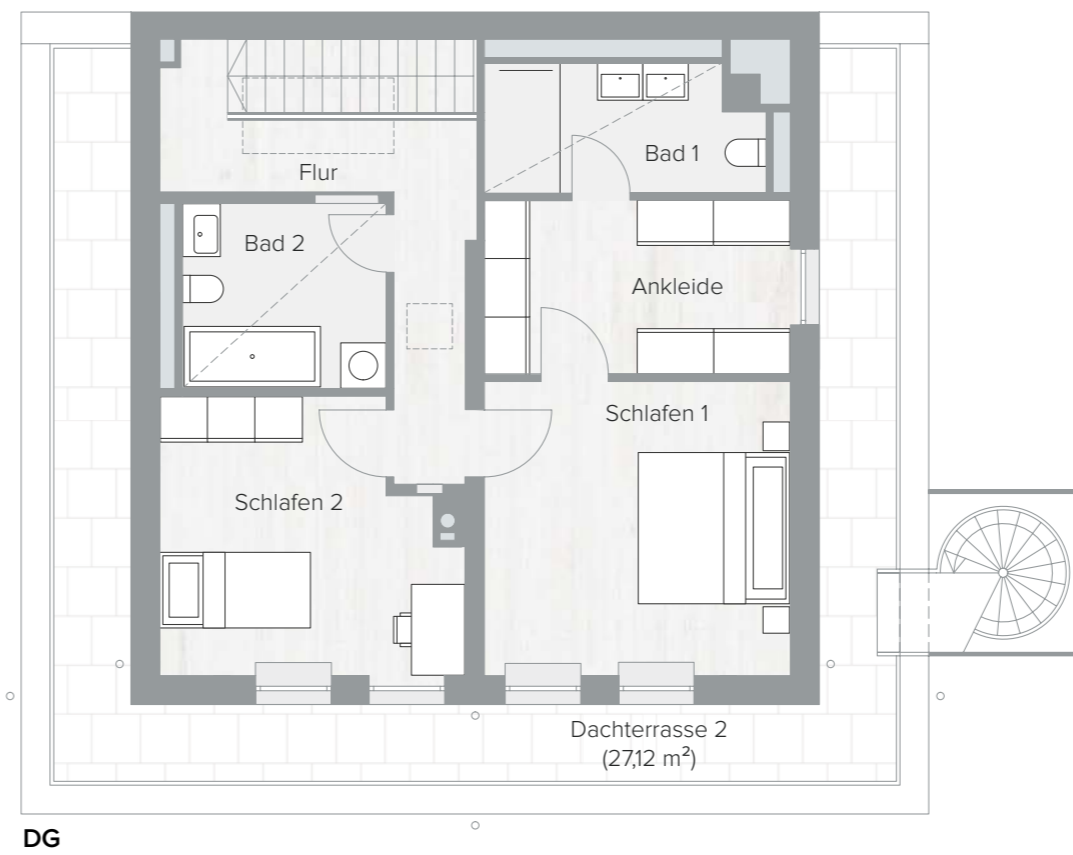 Flur
Bad 1
Bad 2
Ankleide
Schlafen 1
Schlafen 2
Dachterrasse 2
(27,12 m²)
DG